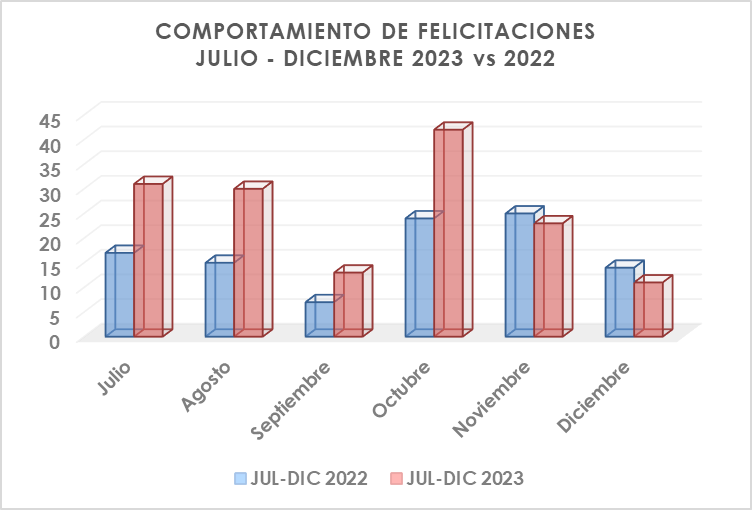 COMPORTAMIENTO DE FELICITACIONES
JULIO - DICIEMBRE 2023 vs 2022
45
40
35
30
25
20
15
10
5
0
Julio
Agosto
Septiembre
Octubre
Noviembre
Diciembre
JUL-DIC 2022
JUL-DIC 2023